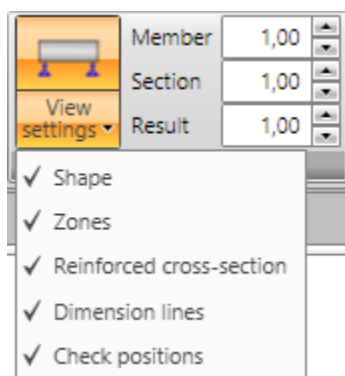 Member 1,00
Section 1,00
View
settings
Result 1,00
Shape
Zones
Reinforced cross-section
Dimension lines
Check positions